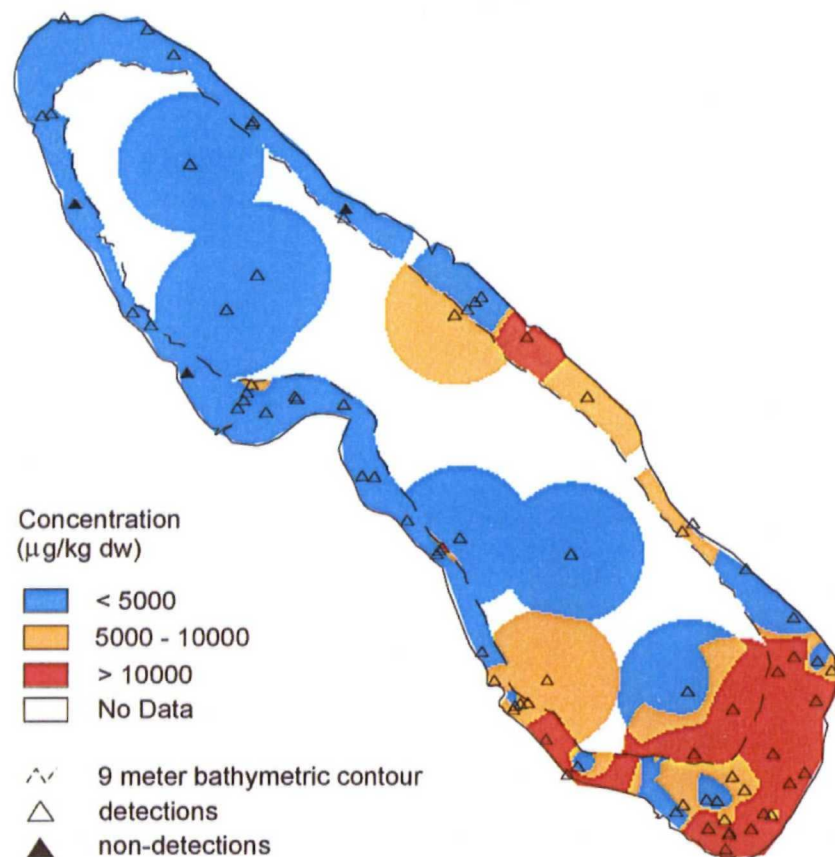 Concentration
(µg/kg dw)
< 5000
5000 - 10000
> 10000
No Data
9 meter bathymetric contour
detections
non-detections